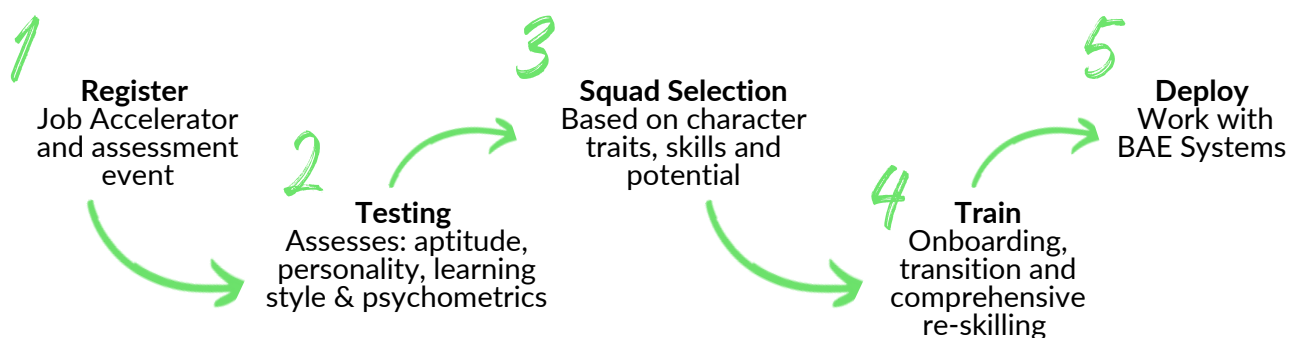 1
Register
Job Accelerator
and assessment
event
2
Testing
Assesses: aptitude,
personality, learning
style & psychometrics
3
Squad Selection
Based on character
traits, skills and
potential
4
Train
Onboarding,
transition and
comprehensive
re-skilling
5
Deploy
Work with
BAE Systems